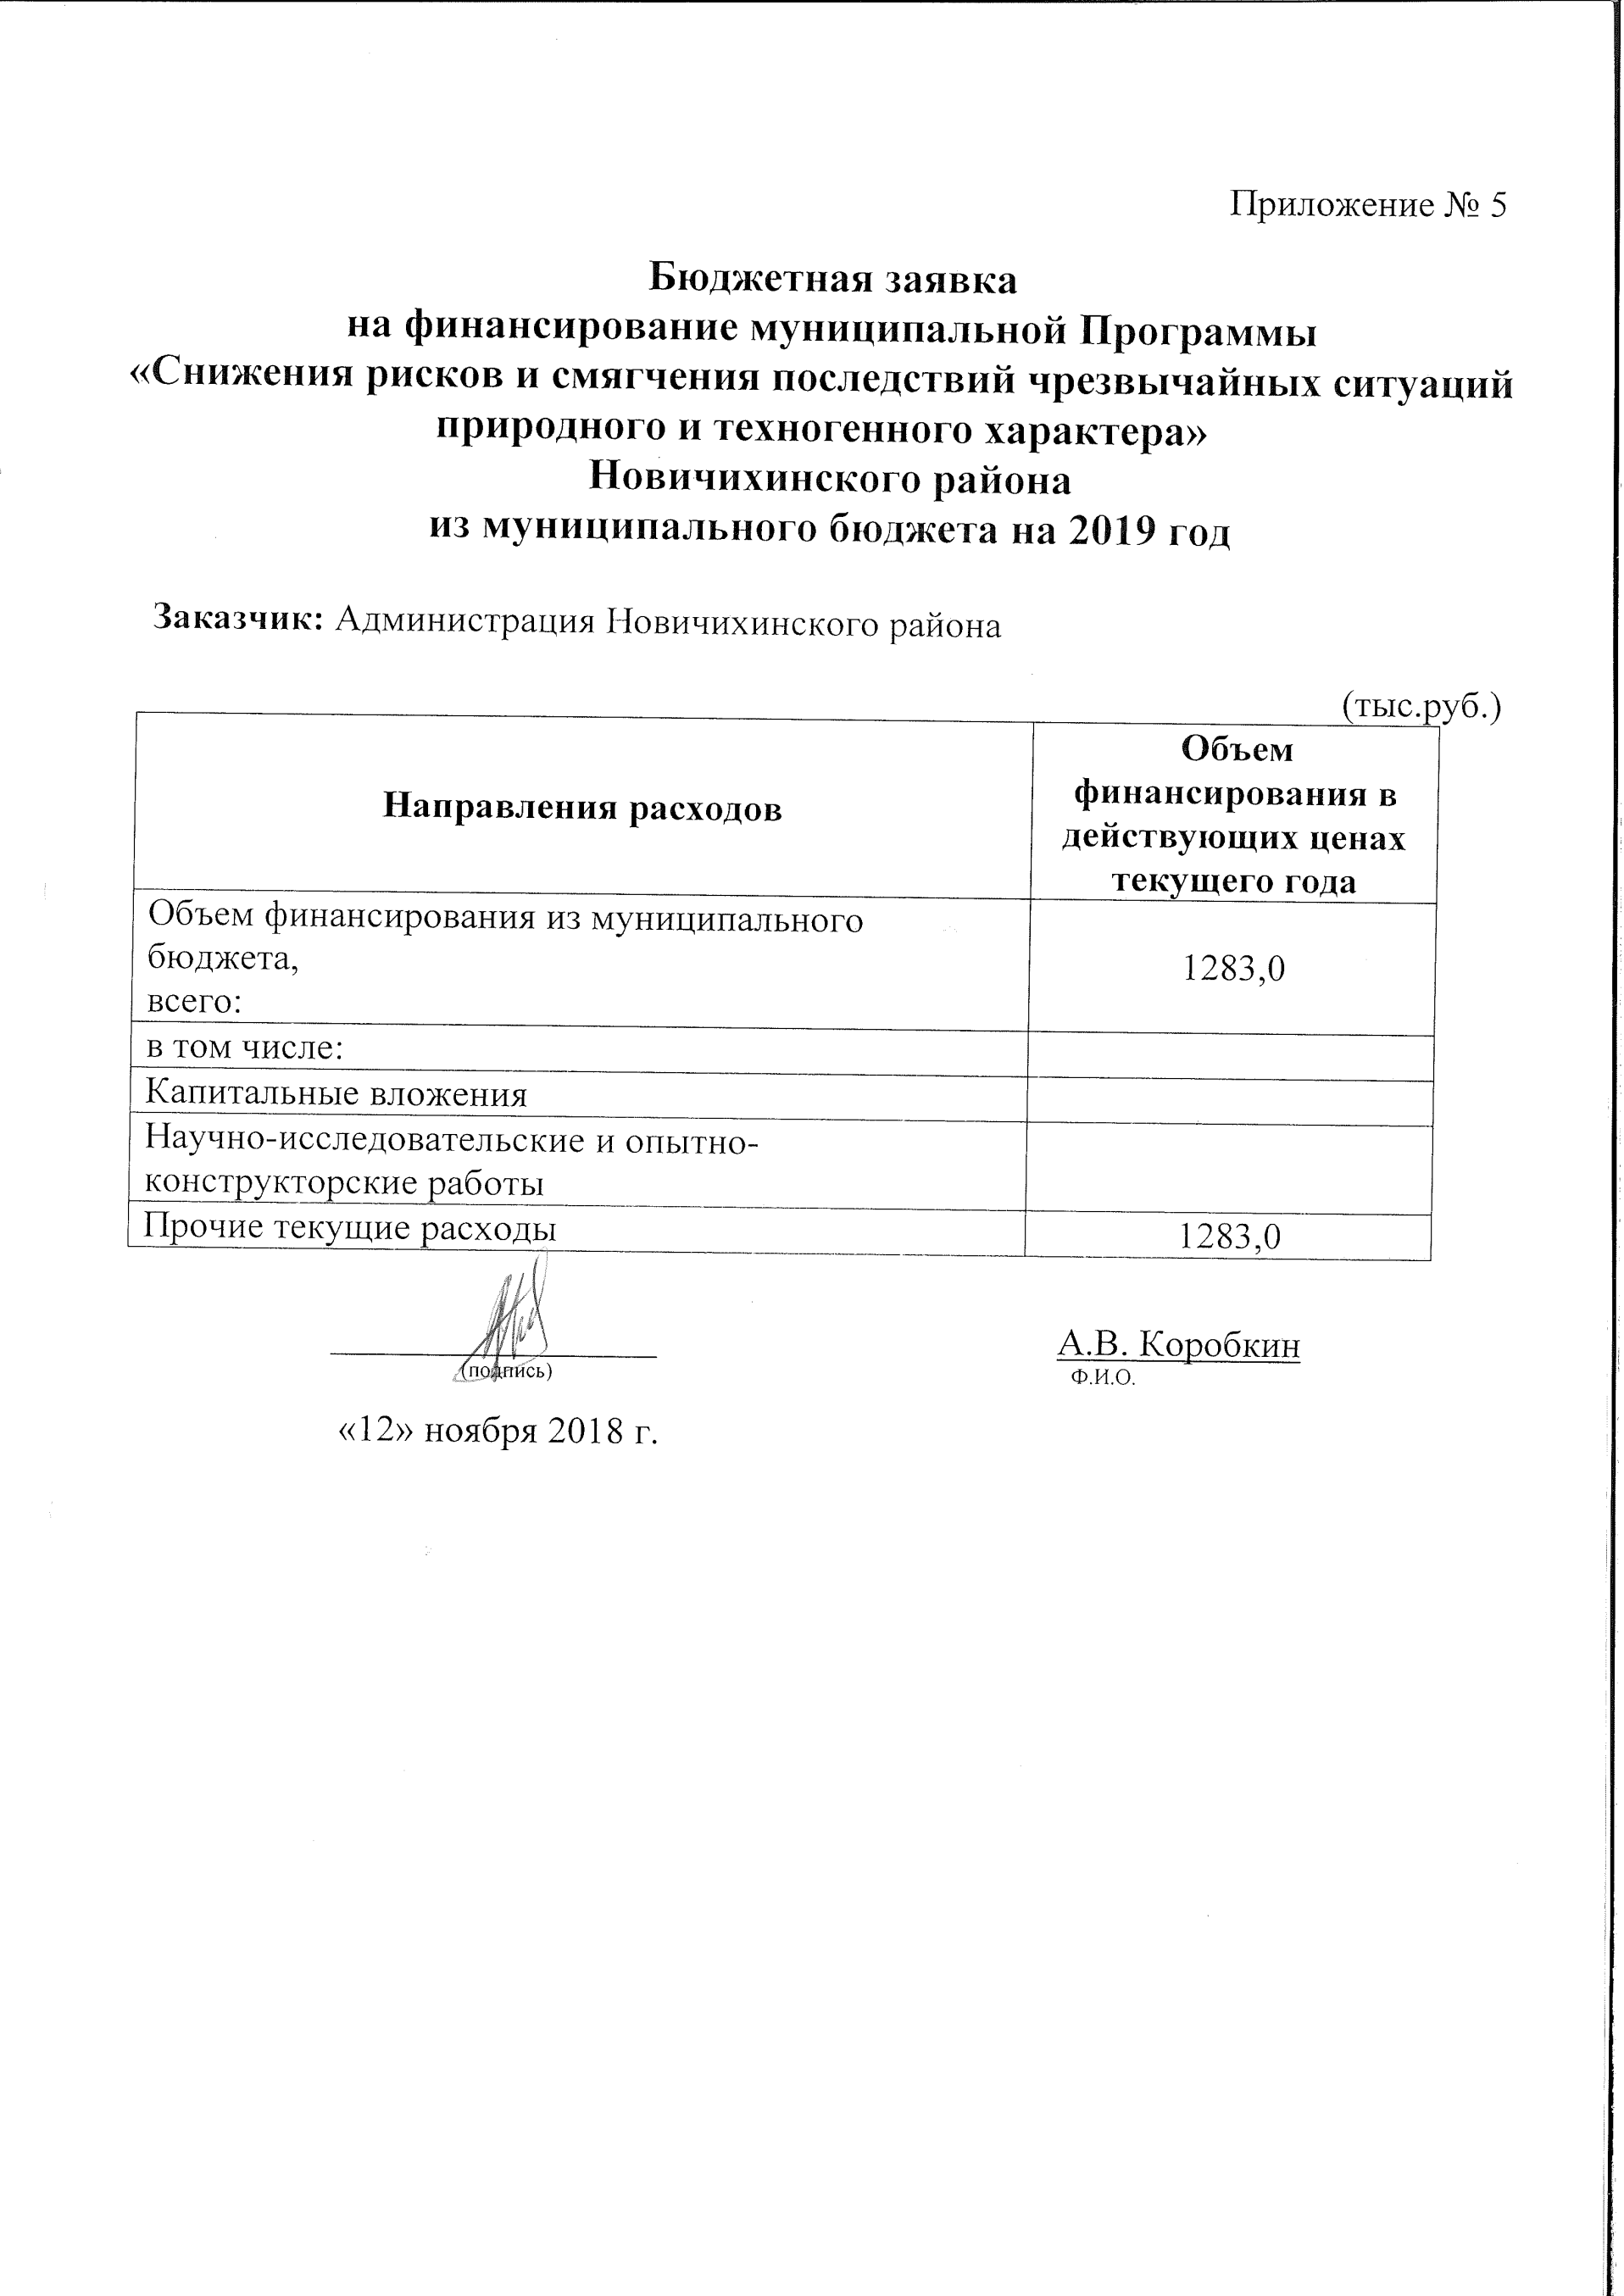 Приложение № 5
Бюджетная заявка
на финансирование муниципальной Программы
«Снижения рисков и смягчения последствий чрезвычайных ситуаций
природного и техногенного характера»
Новичихинского района
из муниципального бюджета на 2019 год
Заказчик: Администрация Новичихинского района
(тыс.руб.)
Направления расходов
Объем
финансирования в
действующих ценах
текущего года
Объем финансирования из муниципального
бюджета,
всего:
1283,0
в том числе:
Капитальные вложения
Научно-исследовательские и опытно-
конструкторские работы
Прочие текущие расходы
1283,0
(подпись)
А.В. Коробкин
Ф.И.О.
«12» ноября 2018 г.